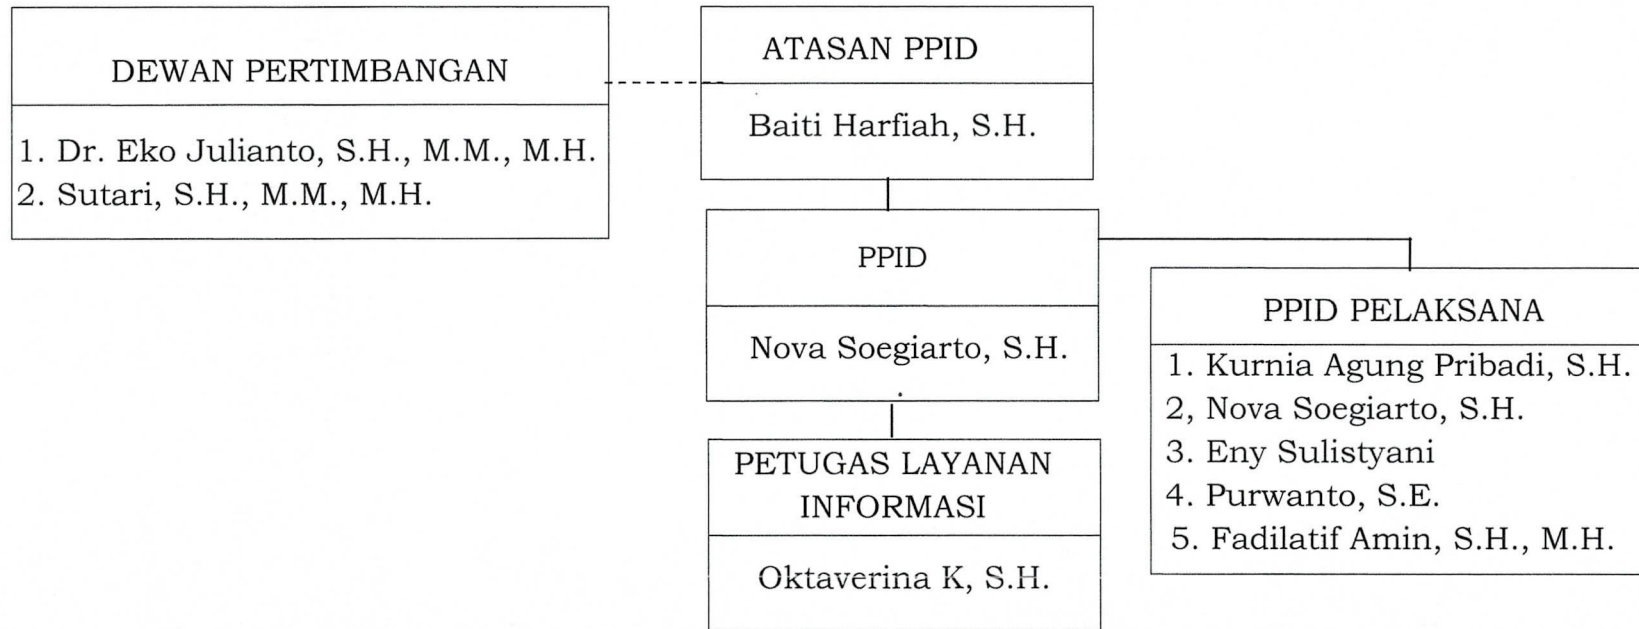 DEWAN PERTIMBANGAN
1. Dr. Eko Julianto, S.H., M.M., M.H.
2. Sutari, S.H., M.M., M.H.
ATASAN PPID
Baiti Harfiah, S.H.
PPID
Nova Soegiarto, S.H.
PPID PELAKSANA
1. Kurnia Agung Pribadi, S.H.
2, Nova Soegiarto, S.H.
3. Eny Sulistyani
4. Purwanto, S.E.
5. Fadilatif Amin, S.H., M.H.
PETUGAS LAYANAN
INFORMASI
Oktaverina K, S.H.